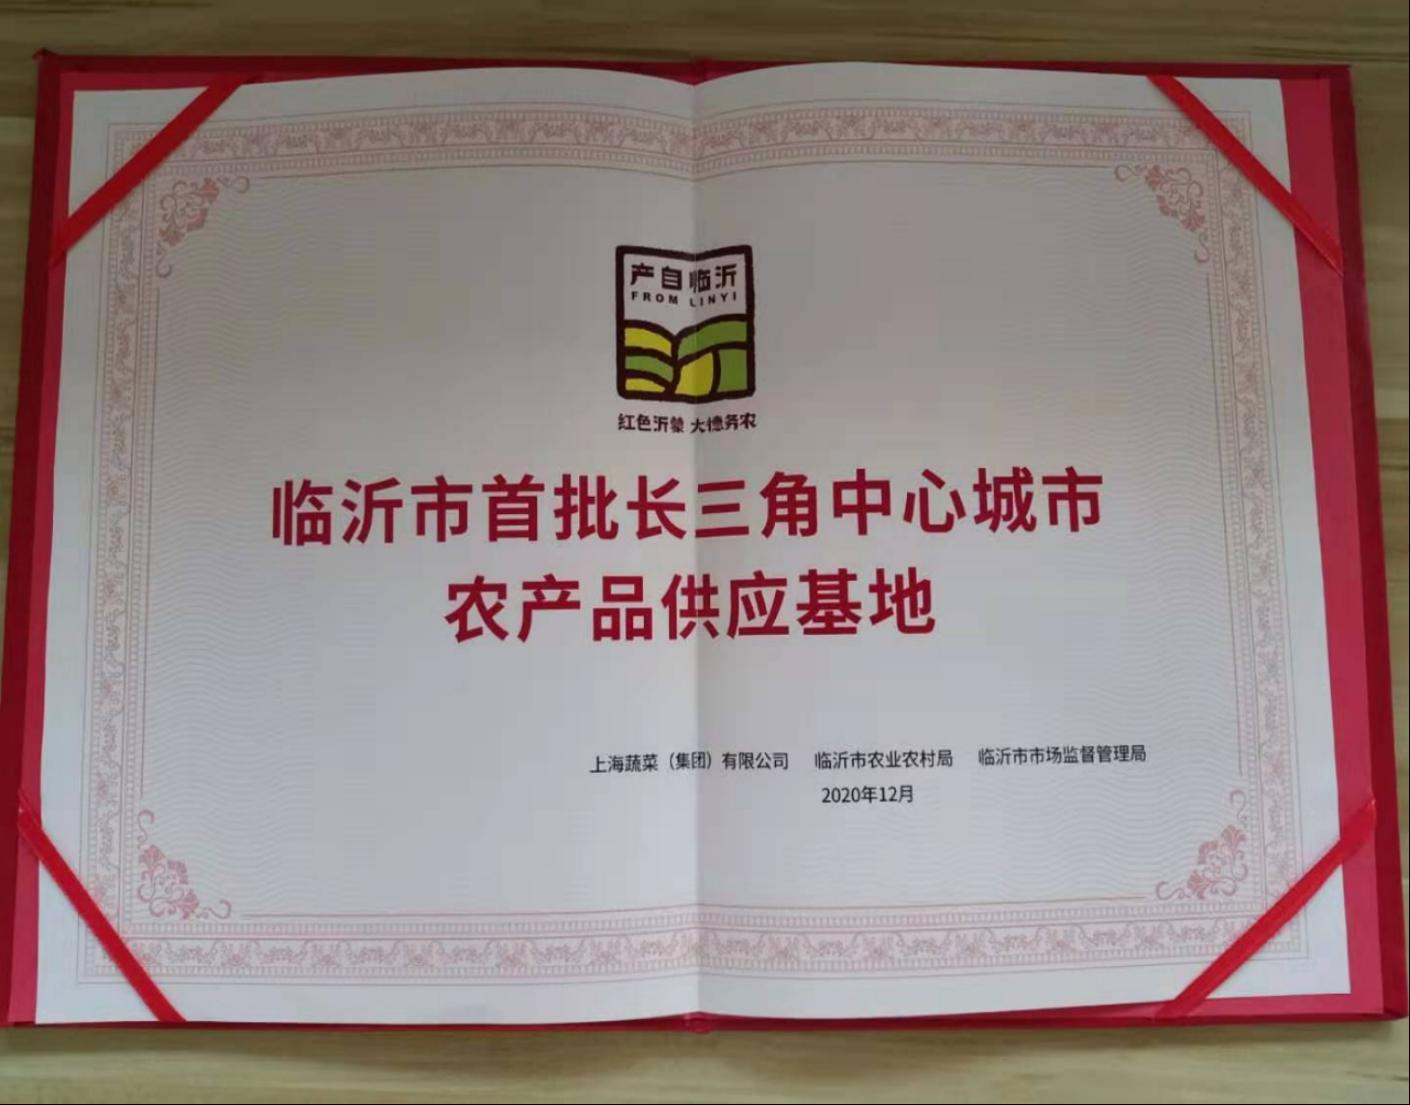 产自临沂
FROM LINYI
红色沂蒙 大德务农
临沂市首批长三角中心城市
农产品供应基地
上海蔬菜（集团）有限公司 临沂市农业农村局 临沂市市场监督管理局
2020年12月